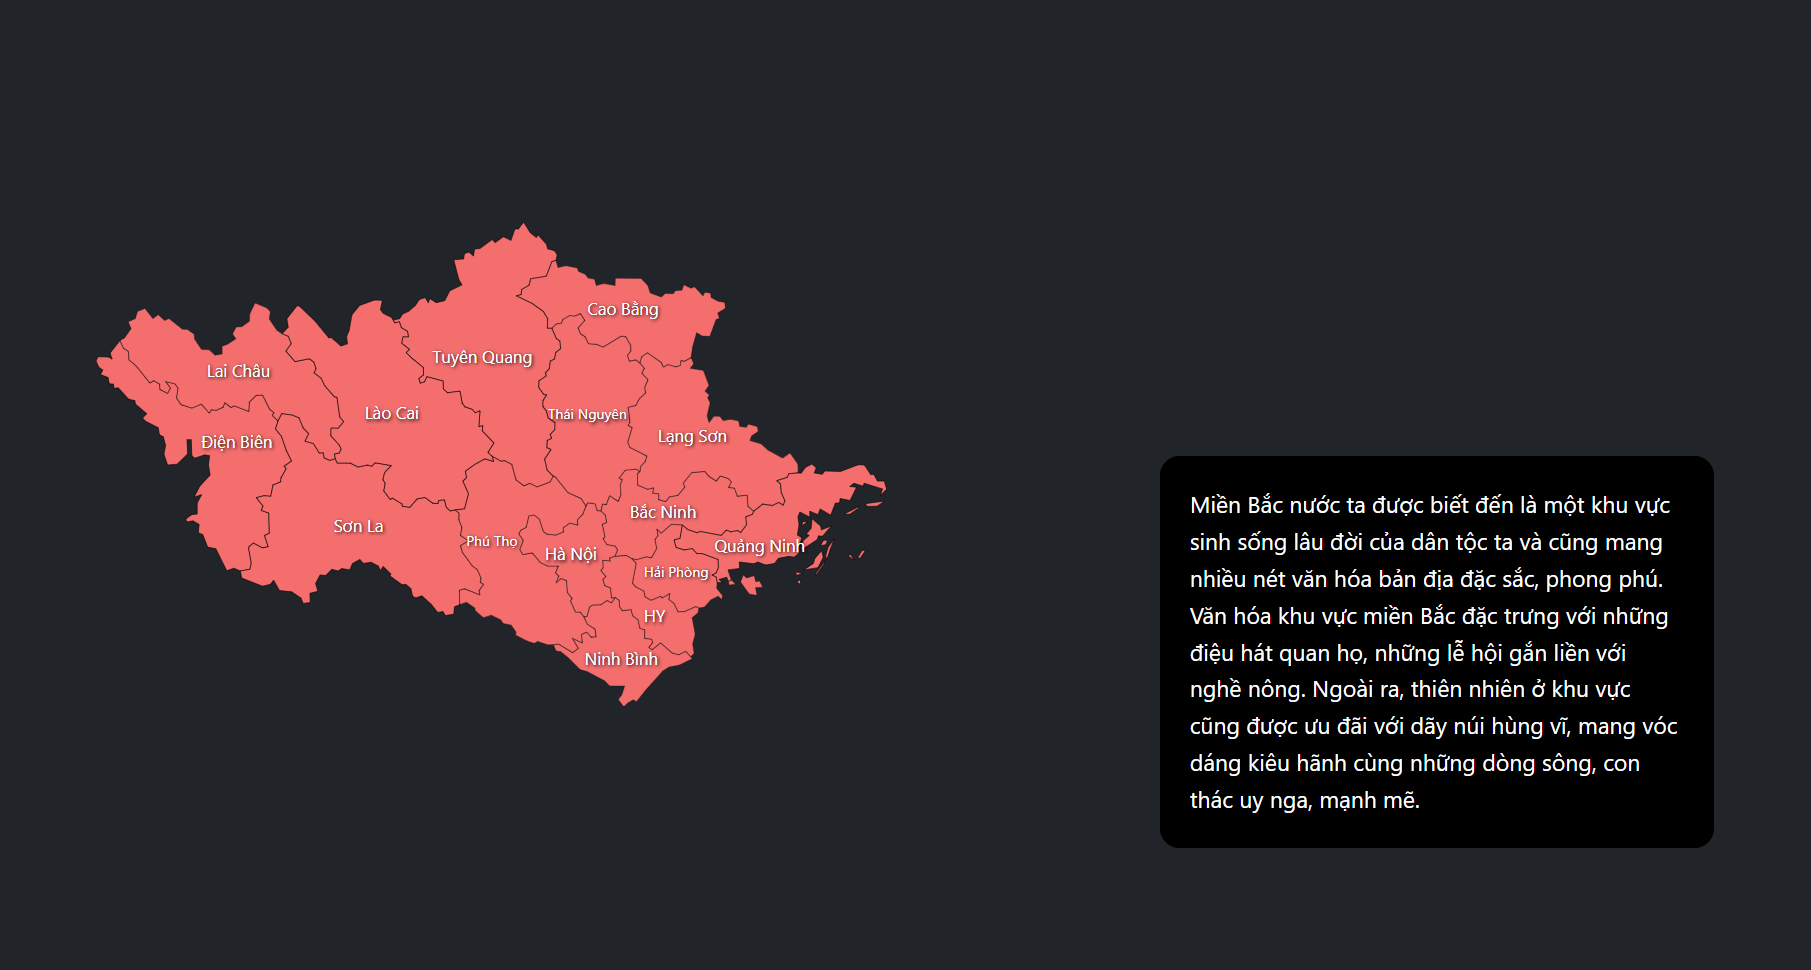 Cao Bằng
Tuyên Quang
Lai Châu
Lào Cai
Thái Nguyên
Lạng Sơn
Điện Biên
Bắc Ninh
Sơn La
Phú Thọ
Hà Nội
Quảng Ninh
Hải Phòng
HY
Ninh Bình
Miền Bắc nước ta được biết đến là một khu vực
sinh sống lâu đời của dân tộc ta và cũng mang
nhiều nét văn hóa bản địa đặc sắc, phong phú.
Văn hóa khu vực miền Bắc đặc trưng với những
điệu hát quan họ, những lễ hội gắn liền với
nghề nông. Ngoài ra, thiên nhiên ở khu vực
cũng được ưu đãi với dãy núi hùng vĩ, mang vóc
dáng kiêu hãnh cùng những dòng sông, con
thác uy nga, mạnh mẽ.